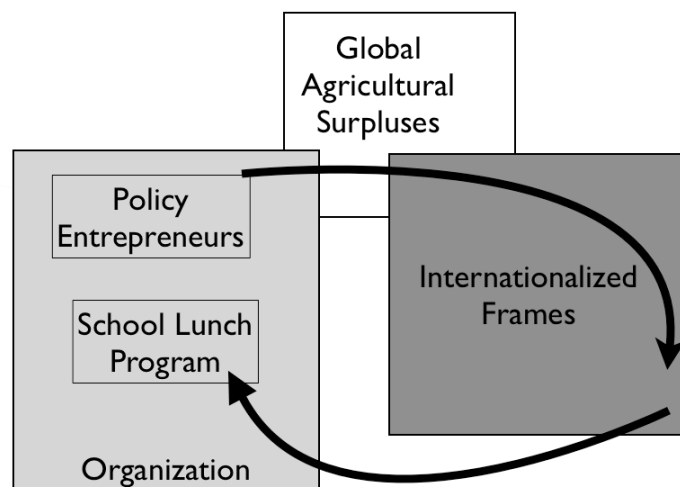 Global
Agricultural
Surpluses
Policy
Entrepreneurs
Internationalized
Frames
School Lunch
Program
Organization